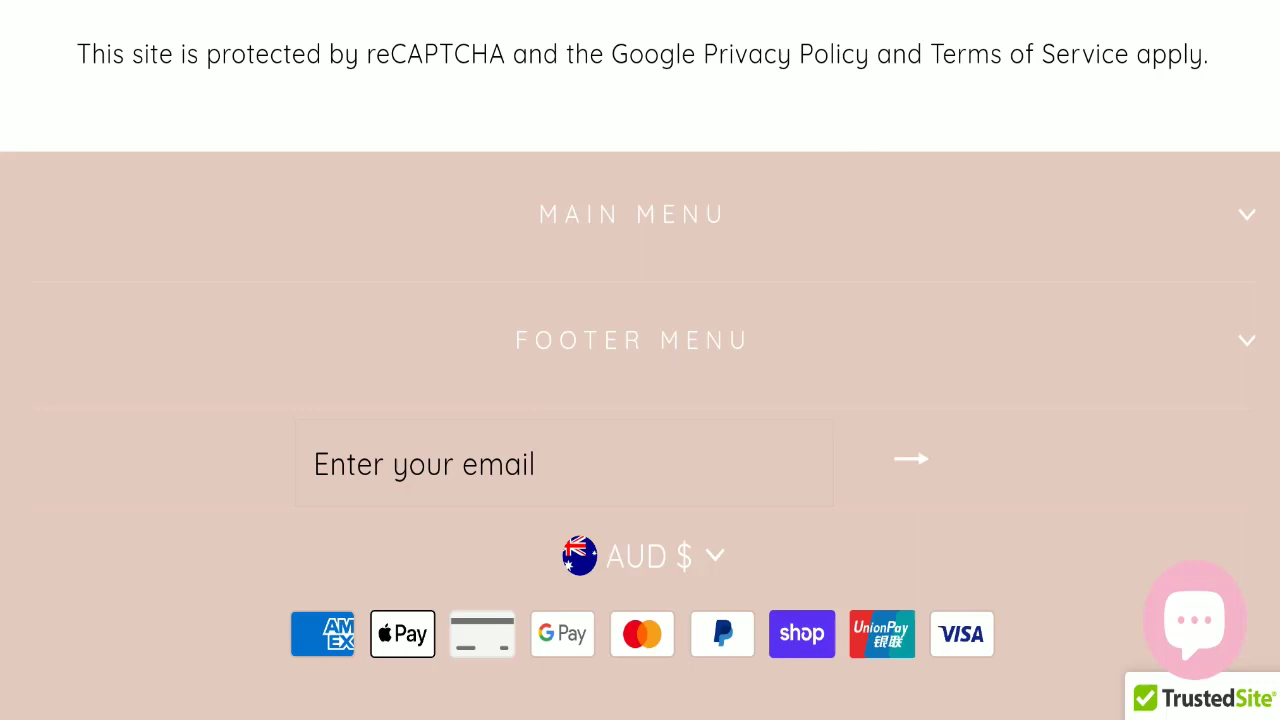 This site is protected by reCAPTCHA and the Google Privacy Policy and Terms of Service apply.
MAIN MENU
FOOTER MENU
Enter your email
AUD $
AM
EX
Pay
G Pay
shop
UnionPay
银联
VISA
TrustedSite